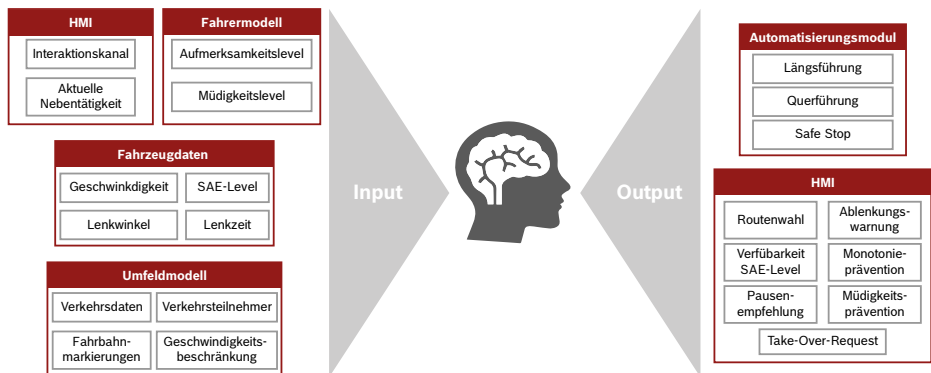 HMI
Interaktionskanal
Aktuelle
Nebentätigkeit
Fahrermodell
Aufmerksamkeitslevel
Müdigkeitslevel
Fahrzeugdaten
Geschwinkdigkeit
SAE-Level
Lenkwinkel
Lenkzeit
Umfeldmodell
Verkehrsdaten
Verkehrsteilnehmer
Fahrbahn-
markierungen
Geschwindigkeits-
beschränkung
Input
Output
Automatisierungsmodul
Längsführung
Querführung
Safe Stop
HMI
Routenwahl
Ablenkungs-
warnung
Verfübarkeit
SAE-Level
Monotonie-
prävention
Pausen-
empfehlung
Müdigkeits-
prävention
Take-Over-Request